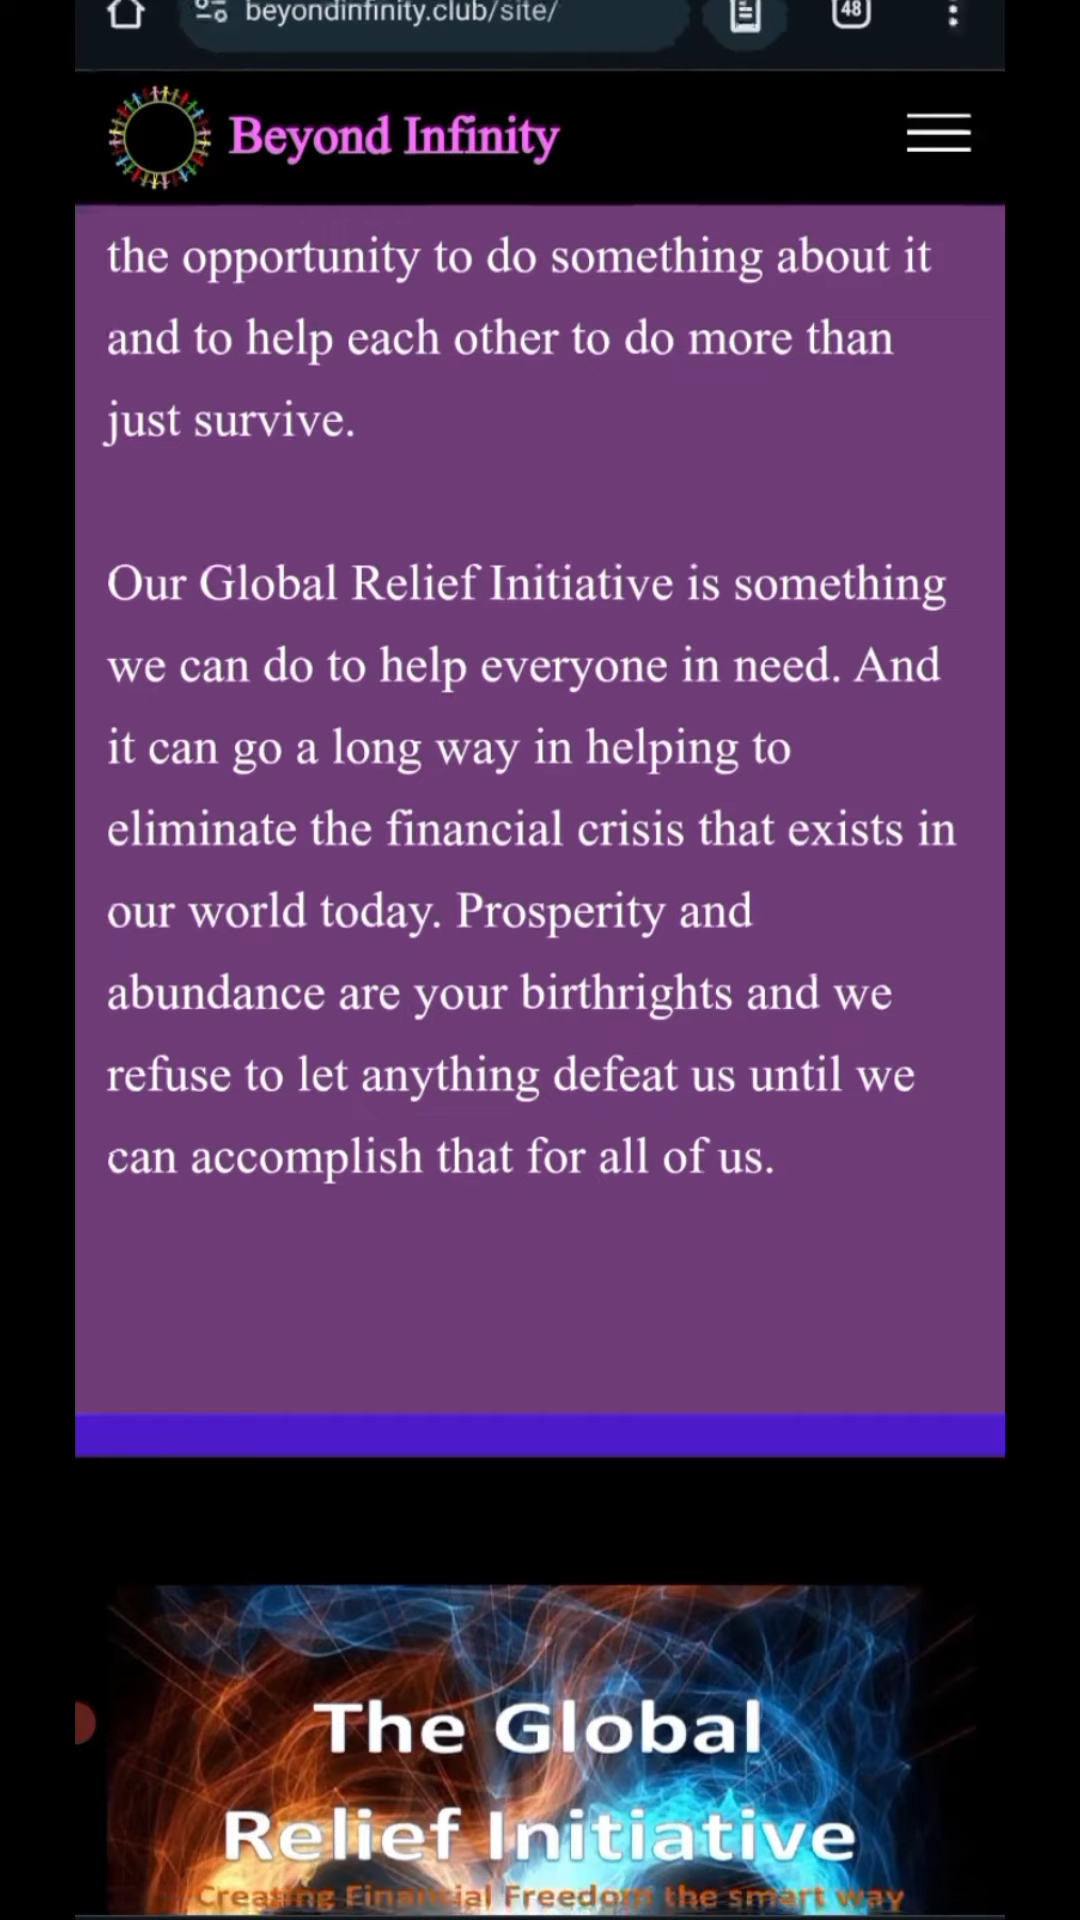 beyondinfinity.club/site/
48
Beyond Infinity
the opportunity to do something about it
and to help each other to do more than
just survive.
Our Global Relief Initiative is something
we can do to help everyone in need. And
it can go a long way in helping to
eliminate the financial crisis that exists in
our world today. Prosperity and
abundance are your birthrights and we
refuse to let anything defeat us until we
can accomplish that for all of us.
The Global
Relief Initiative
Creating Financial Freedom the smart way